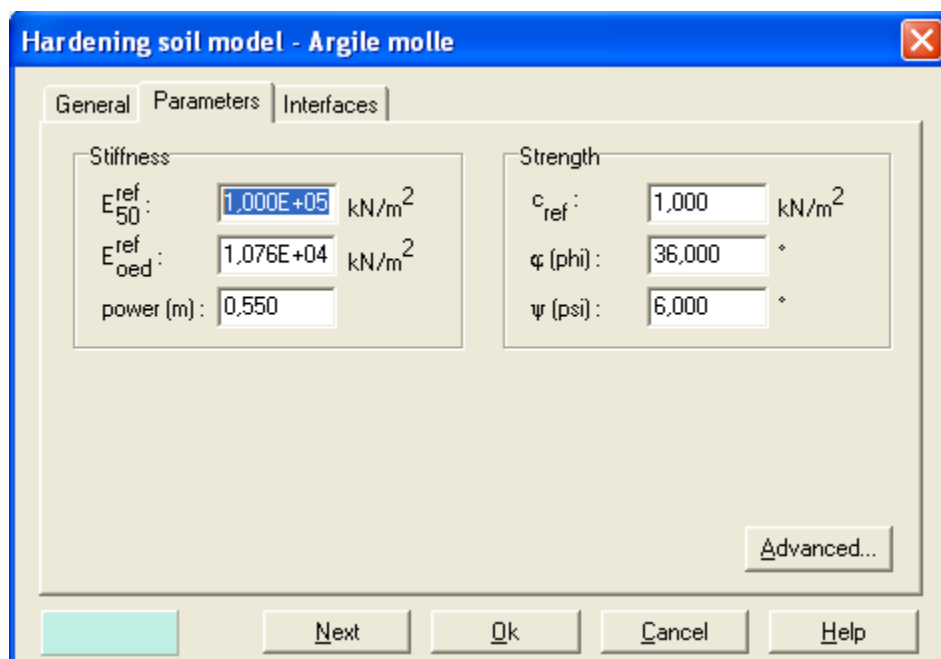 Hardening soil model - Argile molle
General Parameters Interfaces
Stiffness
E50ref : 1,000E+05 kN/m2
Eoedref : 1,076E+04 kN/m2
power (m) : 0,550
Strength
cref : 1,000 kN/m2
φ (phi) : 36,000 °
ψ (psi) : 6,000 °
Advanced...
Next Ok Cancel Help